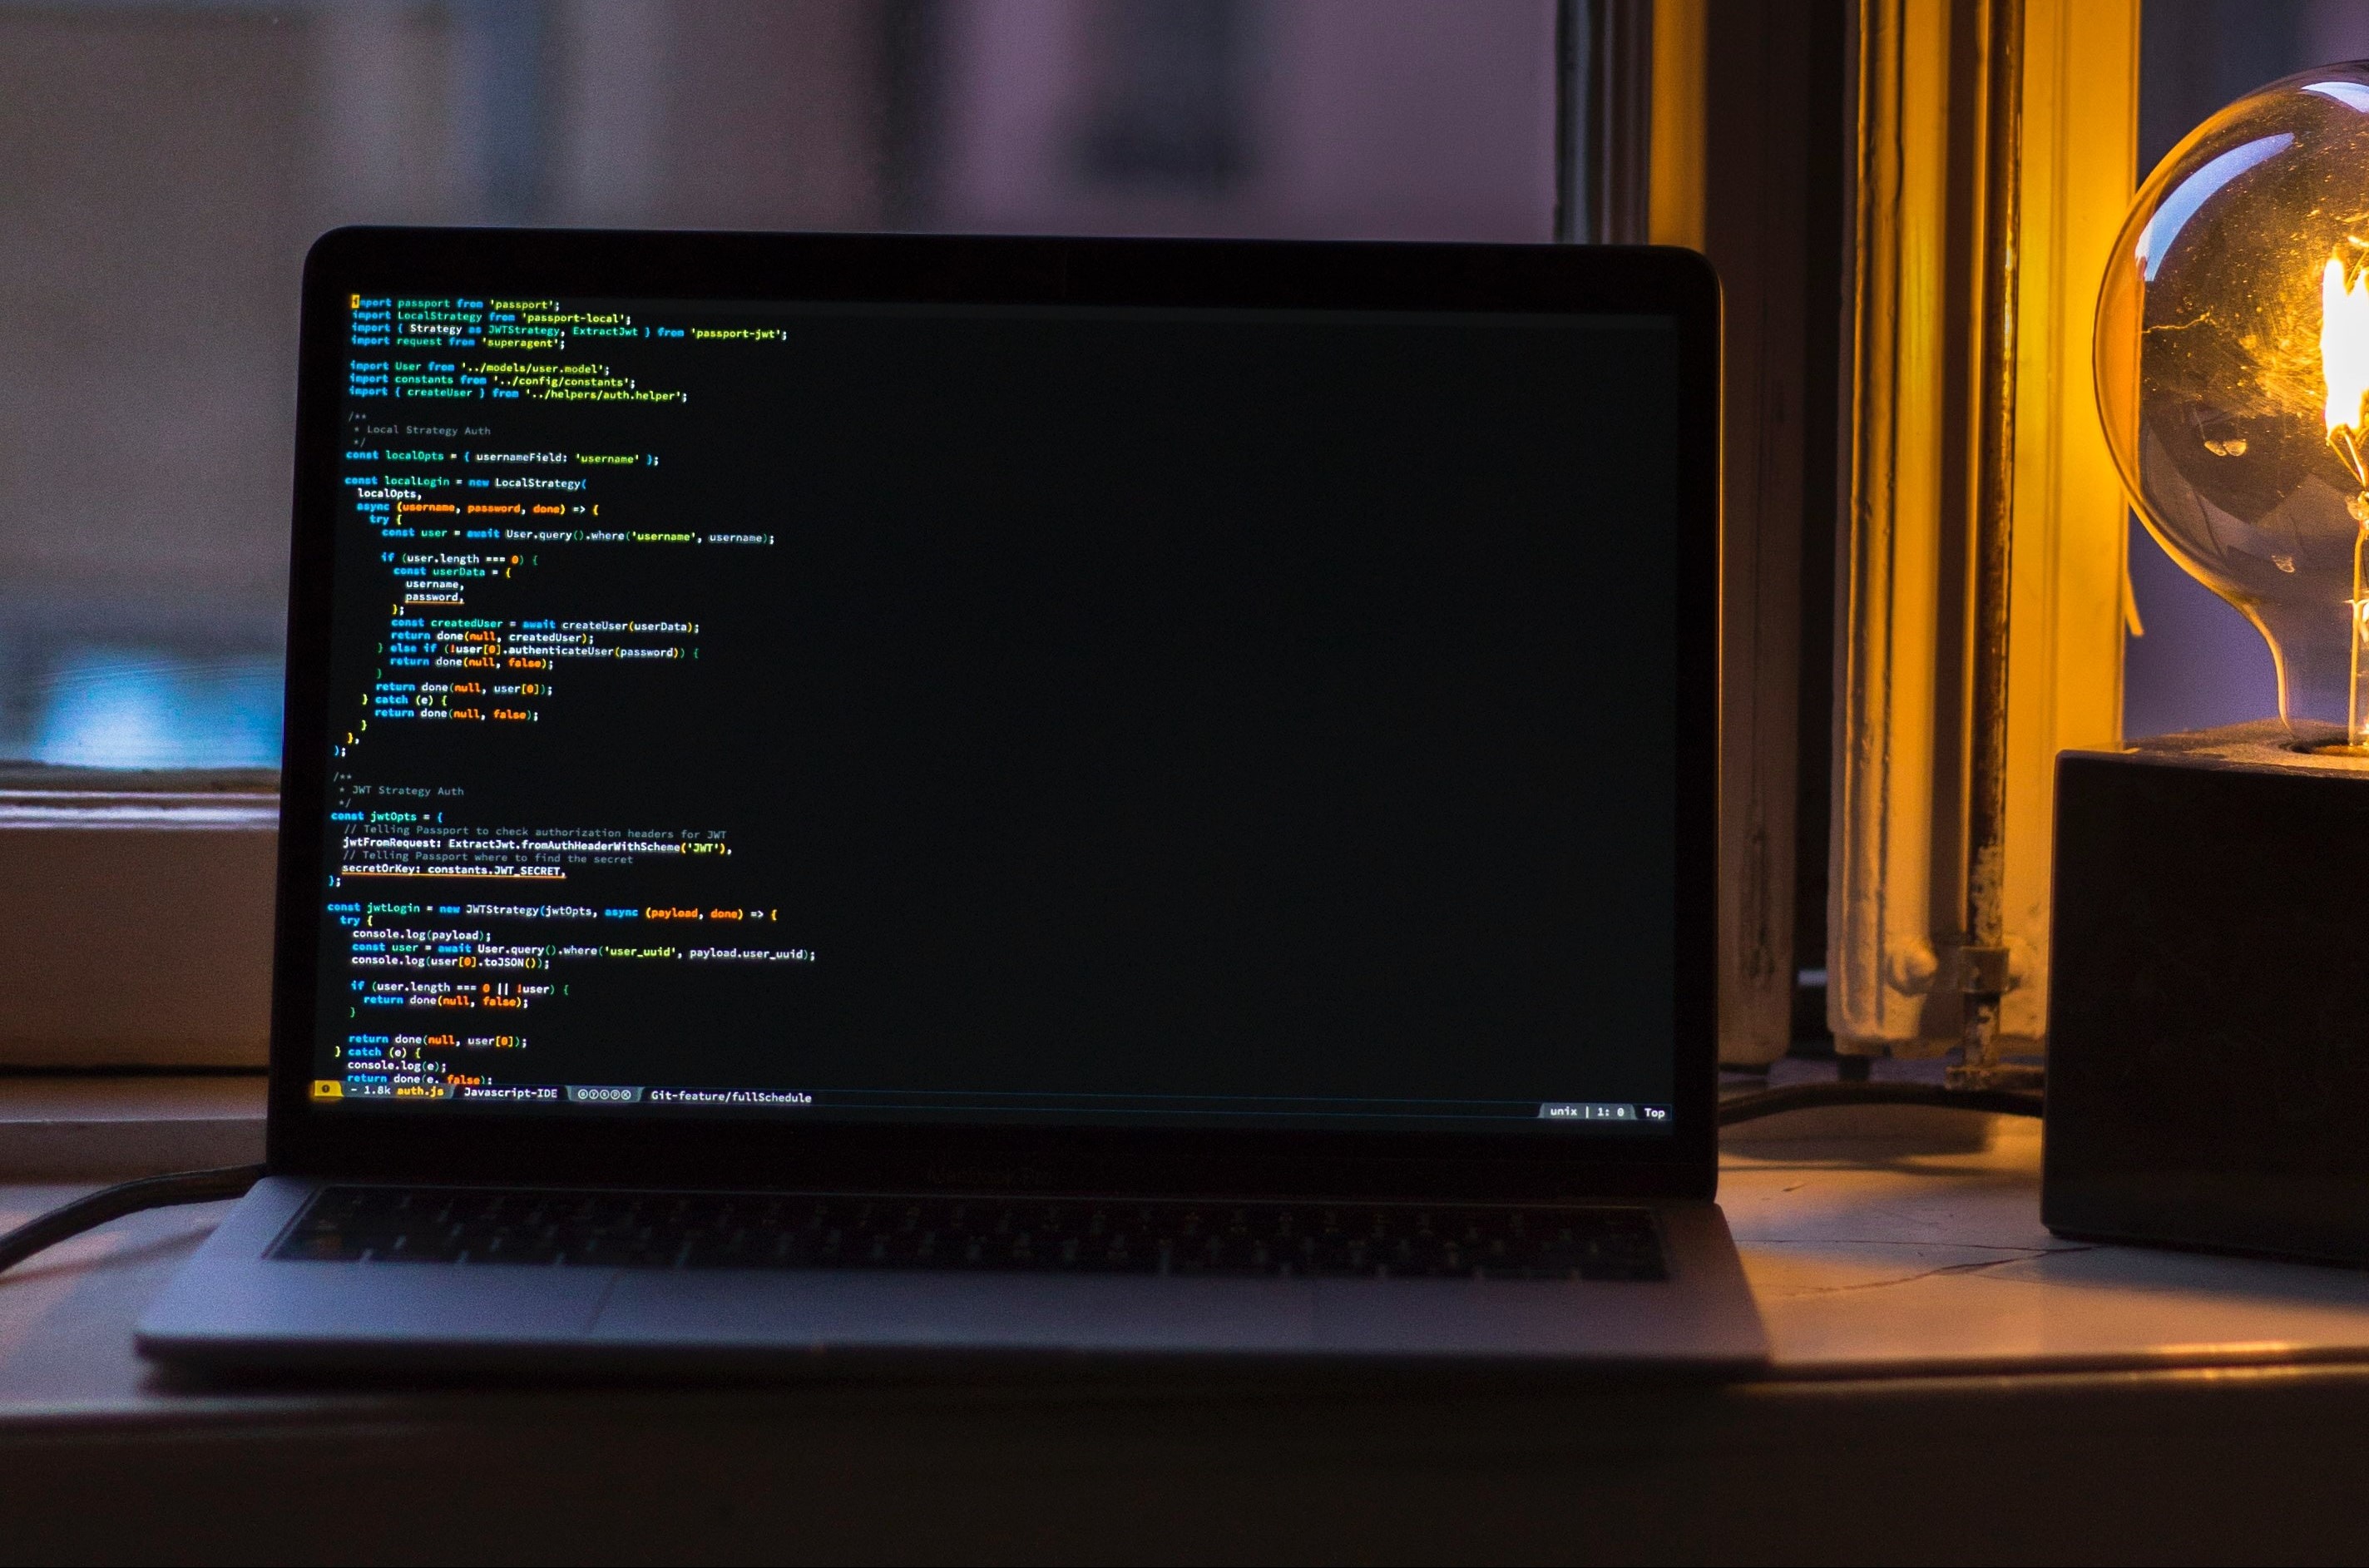 import passport from 'passport';
import LocalStrategy from 'passport-local';
import { Strategy as JWTStrategy, ExtractJwt } from 'passport-jwt';
import request from 'superagent';

import User from '../models/user.model';
import constants from '../config/constants';
import { createUser } from '../helpers/auth.helper';

/**
 * Local Strategy Auth
 */
const localOpts = { usernameField: 'username' };

const localLogin = new LocalStrategy(
  localOpts,
  async (username, password, done) => {
    try {
      const user = await User.query().where('username', username);

      if (user.length === 0) {
        const userData = {
          username,
          password,
        };
        const createdUser = await createUser(userData);
        return done(null, createdUser);
      } else if (!user[0].authenticateUser(password)) {
        return done(null, false);
      }
      return done(null, user[0]);
    } catch (e) {
      return done(null, false);
    }
  },
);

/**
 * JWT Strategy Auth
 */
const jwtOpts = {
  // Telling Passport to check authorization headers for JWT
  jwtFromRequest: ExtractJwt.fromAuthHeaderWithScheme('JWT'),
  // Telling Passport where to find the secret
  secretOrKey: constants.JWT_SECRET,
};

const jwtLogin = new JWTStrategy(jwtOpts, async (payload, done) => {
  try {
    console.log(payload);
    const user = await User.query().where('user_uuid', payload.user_uuid);
    console.log(user[0].toJSON());

    if (user.length === 0 || !user) {
      return done(null, false);
    }

    return done(null, user[0]);
  } catch (e) {
    console.log(e);
    return done(e, false);
- 1.8k auth.js Javascript-IDE Git-feature/fullSchedule unix | 1: 0 Top